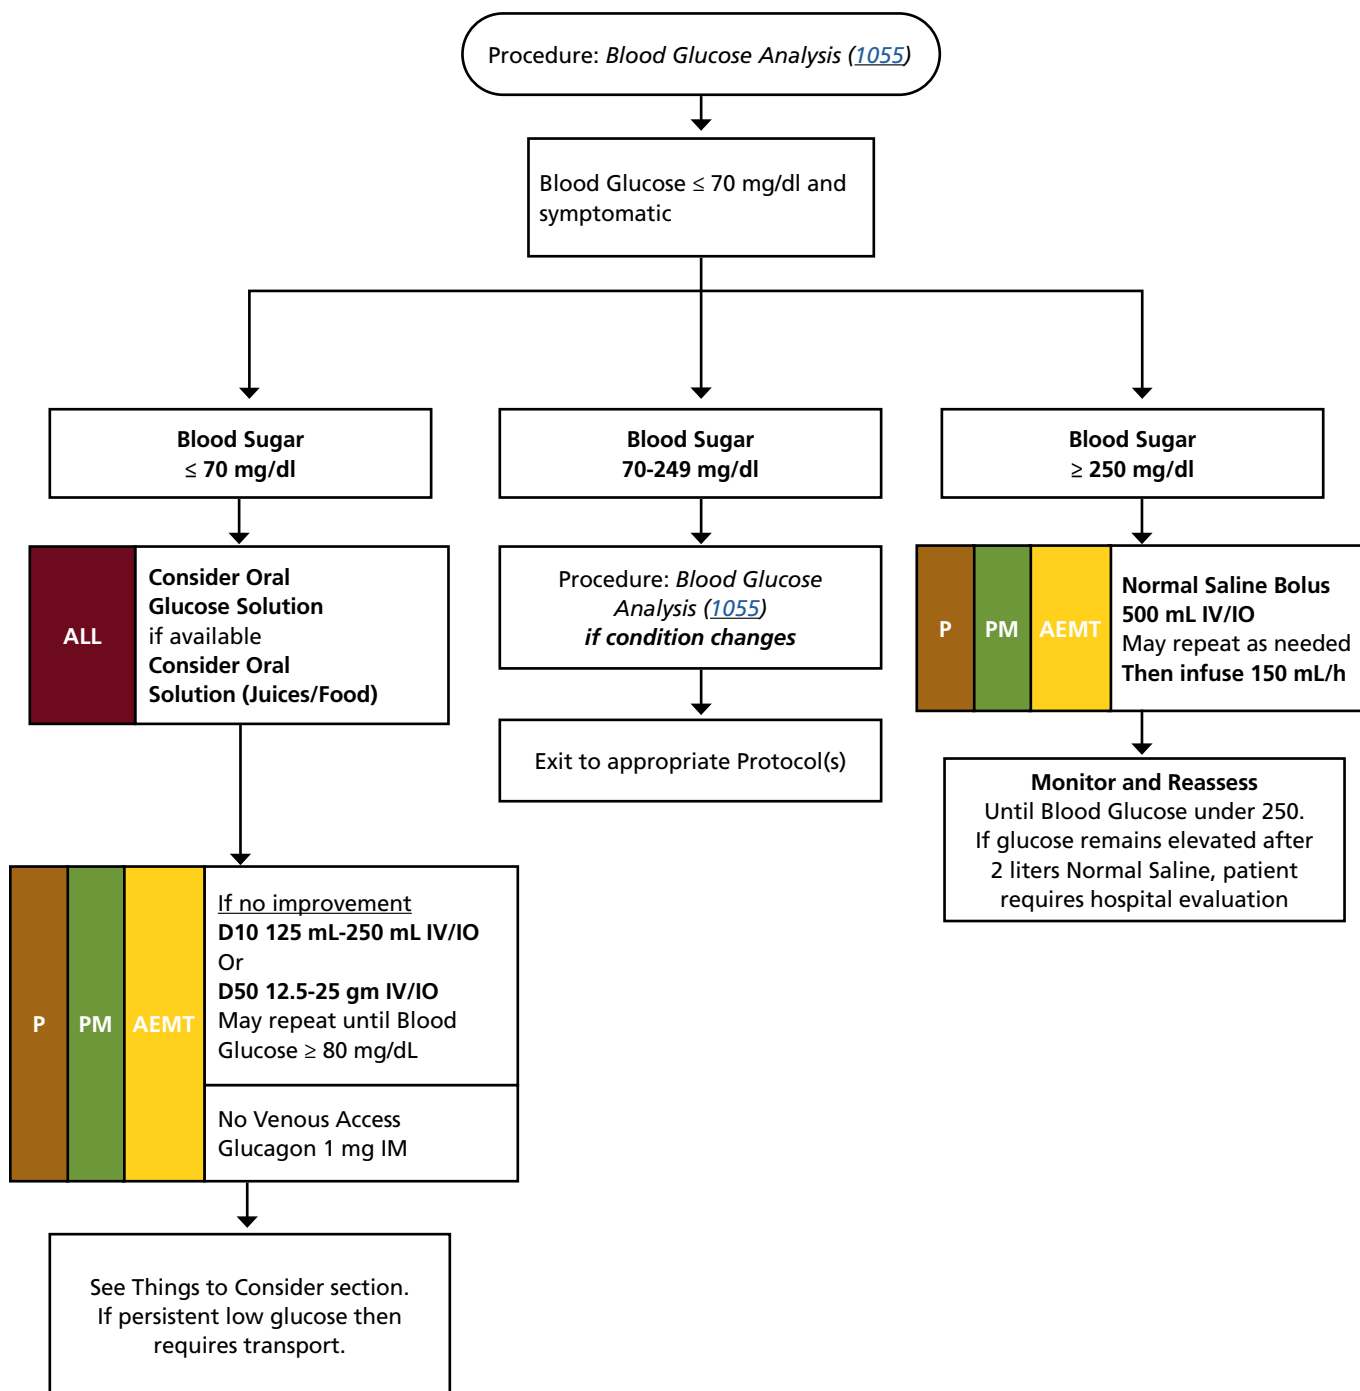 Procedure: Blood Glucose Analysis (1055)
Blood Glucose ≤ 70 mg/dl and
symptomatic
Blood Sugar
≤ 70 mg/dl
Blood Sugar
70-249 mg/dl
Blood Sugar
≥ 250 mg/dl
ALL
Consider Oral
Glucose Solution
if available
Consider Oral
Solution (Juices/Food)
Procedure: Blood Glucose
Analysis (1055)
if condition changes
P
PM
AEMT
Normal Saline Bolus
500 mL IV/IO
May repeat as needed
Then infuse 150 mL/h
Exit to appropriate Protocol(s)
Monitor and Reassess
Until Blood Glucose under 250.
If glucose remains elevated after
2 liters Normal Saline, patient
requires hospital evaluation
P
PM
AEMT
If no improvement
D10 125 mL-250 mL IV/IO
Or
D50 12.5-25 gm IV/IO
May repeat until Blood
Glucose ≥ 80 mg/dL
No Venous Access
Glucagon 1 mg IM
See Things to Consider section.
If persistent low glucose then
requires transport.